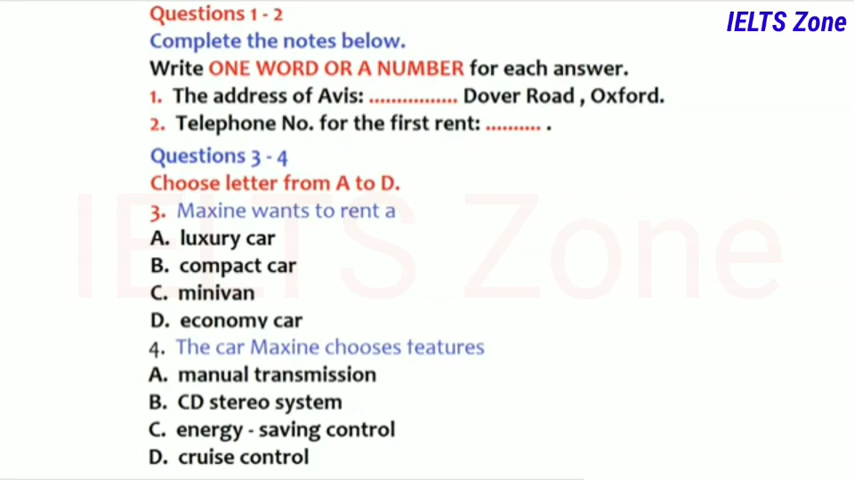 IELTS Zone
Questions 1 - 2
Complete the notes below.
Write ONE WORD OR A NUMBER for each answer.
1. The address of Avis: ................ Dover Road , Oxford.
2. Telephone No. for the first rent: .......... .
Questions 3 - 4
Choose letter from A to D.
3. Maxine wants to rent a
A. luxury car
B. compact car
C. minivan
D. economy car
4. The car Maxine chooses features
A. manual transmission
B. CD stereo system
C. energy - saving control
D. cruise control
IELTS Zone